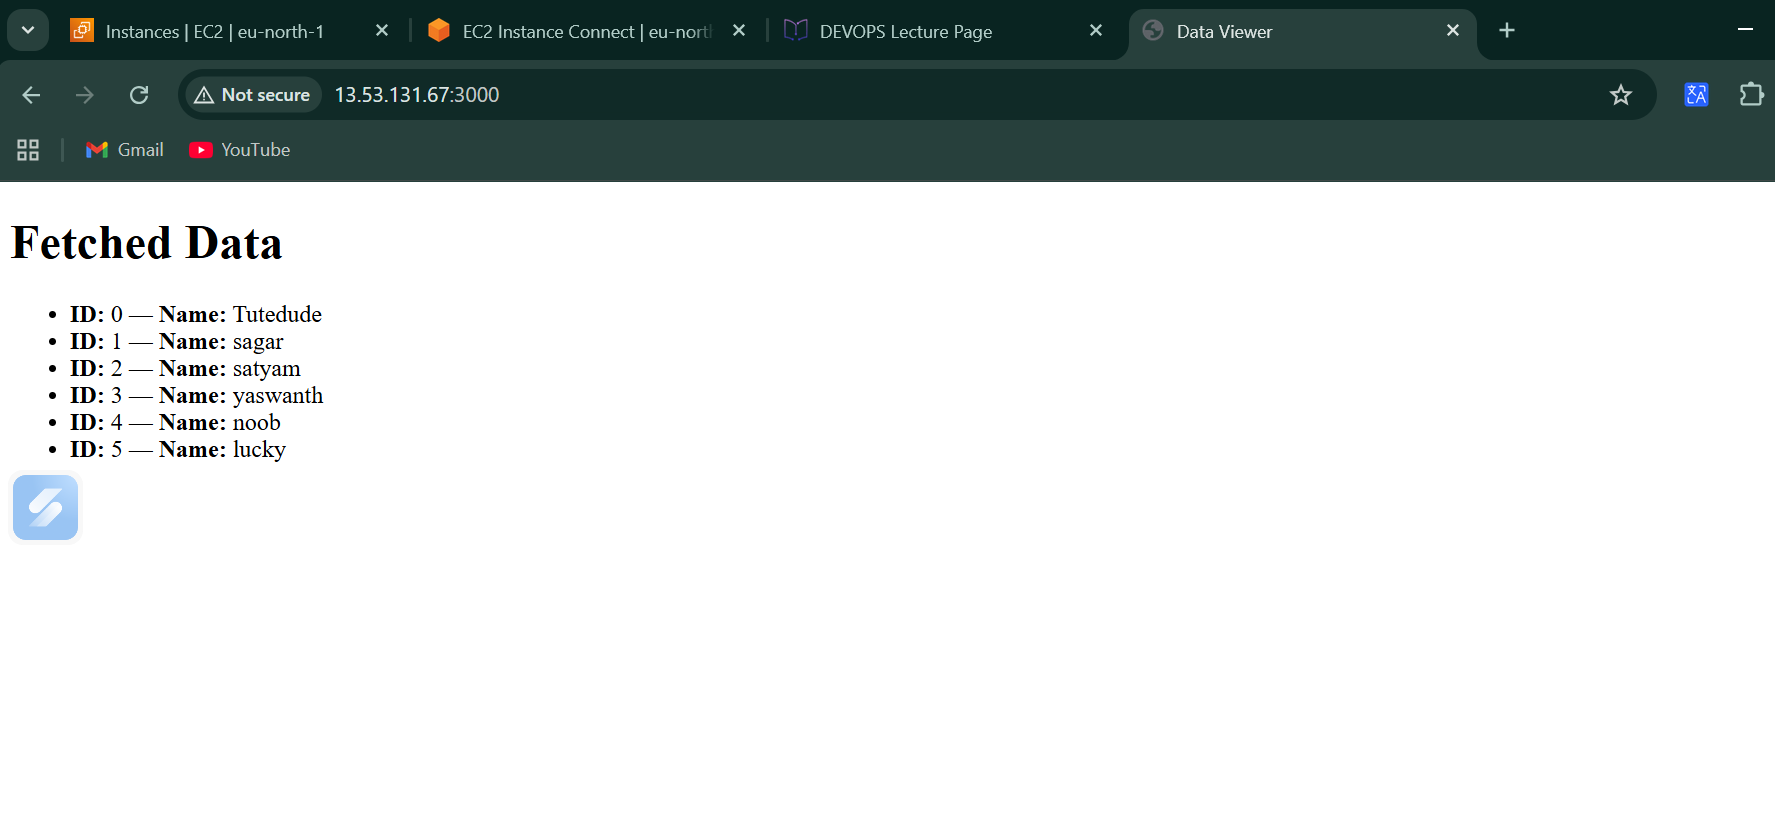 Instances | EC2 | eu-north-1
EC2 Instance Connect | eu-nort
DEVOPS Lecture Page
Data Viewer
Not secure
13.53.131.67:3000
Gmail
YouTube
Fetched Data
ID: 0 — Name: Tutedude
ID: 1 — Name: sagar
ID: 2 — Name: satyam
ID: 3 — Name: yaswanth
ID: 4 — Name: noob
ID: 5 — Name: lucky